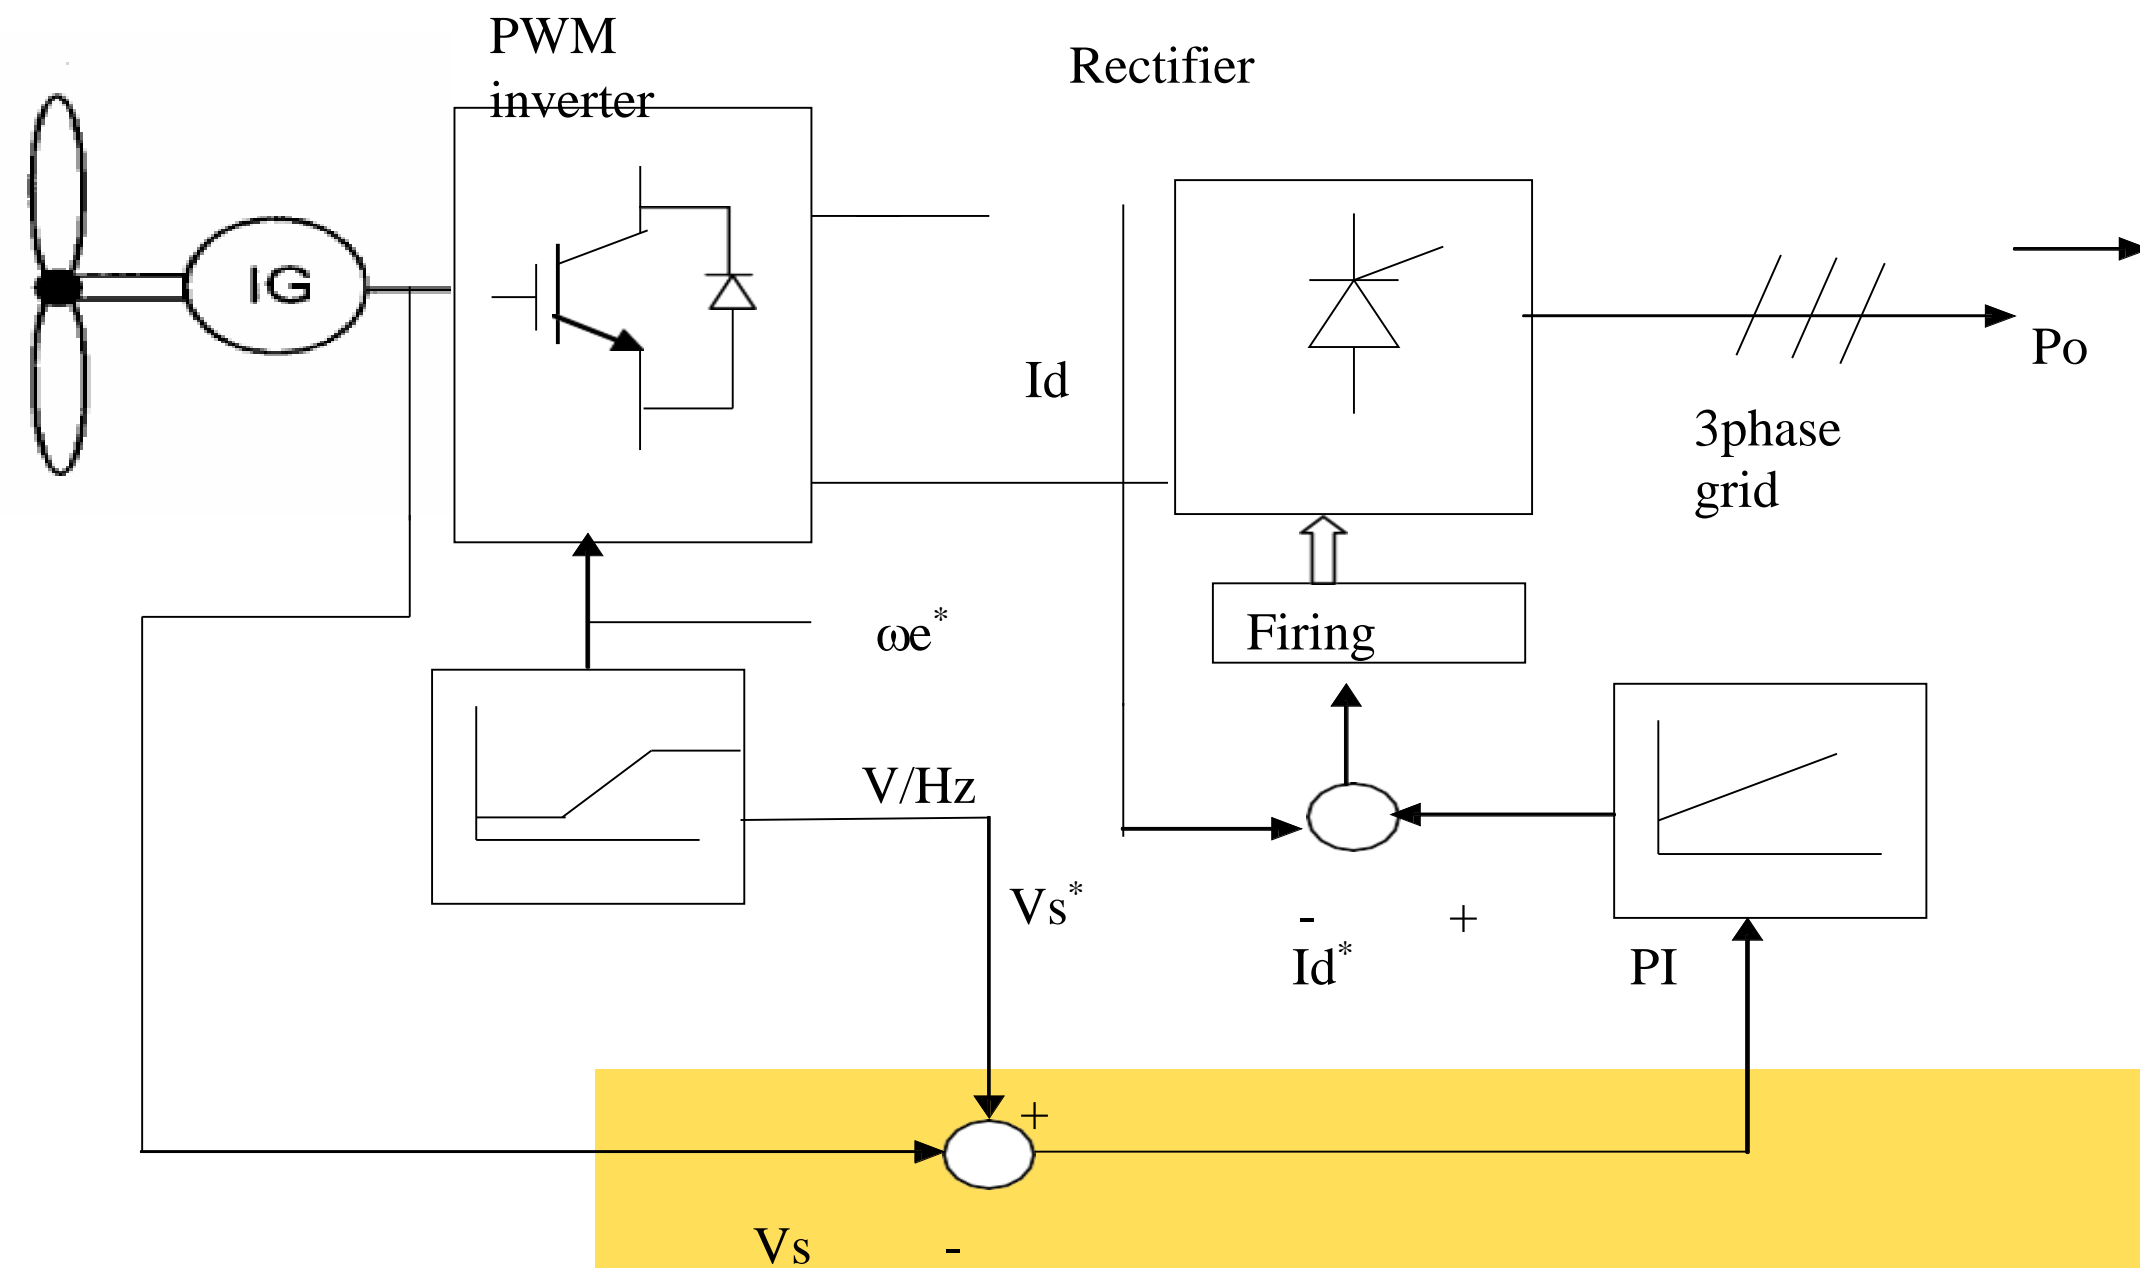 PWM
inverter
Rectifier
IG
Id
Po
3phase
grid
ωe*
Firing
V/Hz
Vs*
- +
Id*
PI
+
Vs -